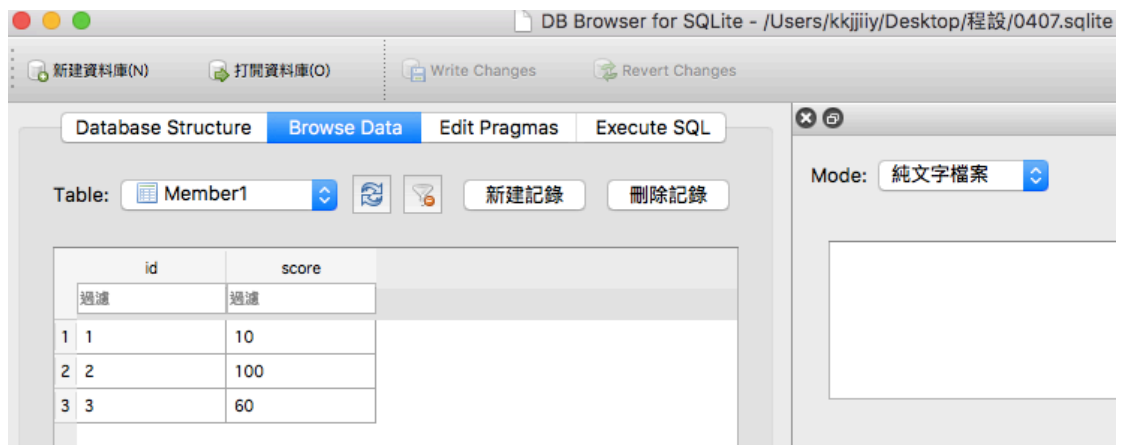 DB Browser for SQLite - /Users/kkjjiiy/Desktop/程設/0407.sqlite
新建資料庫(N) 打開資料庫(O) Write Changes Revert Changes
Database Structure Browse Data Edit Pragmas Execute SQL
Table: Member1 新建記錄 刪除記錄
Mode: 純文字檔案
id score
過濾 過濾
1 1 10
2 2 100
3 3 60